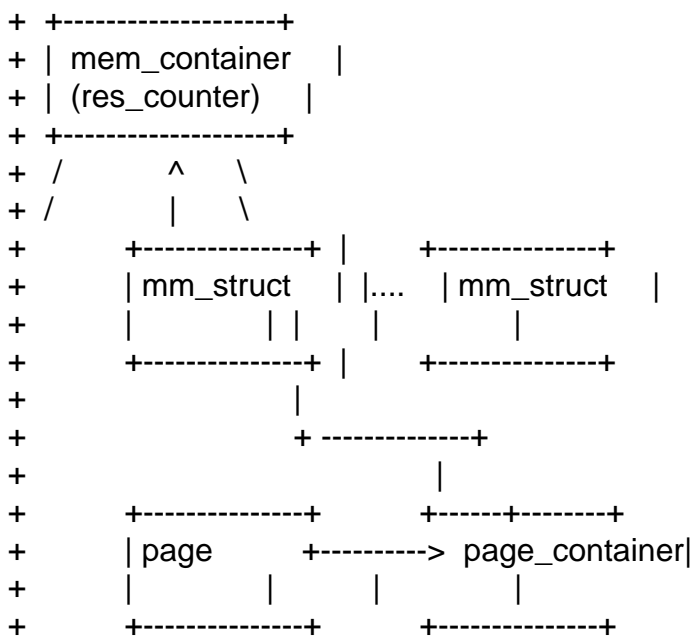 + +--------------------+
+ | mem_container |
+ | (res_counter) |
+ +--------------------+
+ / ^ \
+ / | \
+ +---------------+ | +---------------+
+ | mm_struct | |.... | mm_struct |
+ | | | | |
+ +---------------+ | +---------------+
+ |
+ + --------------+
+ |
+ +---------------+ +------+--------+
+ | page +----------> page_container|
+ | | | |
+ +---------------+ +---------------+